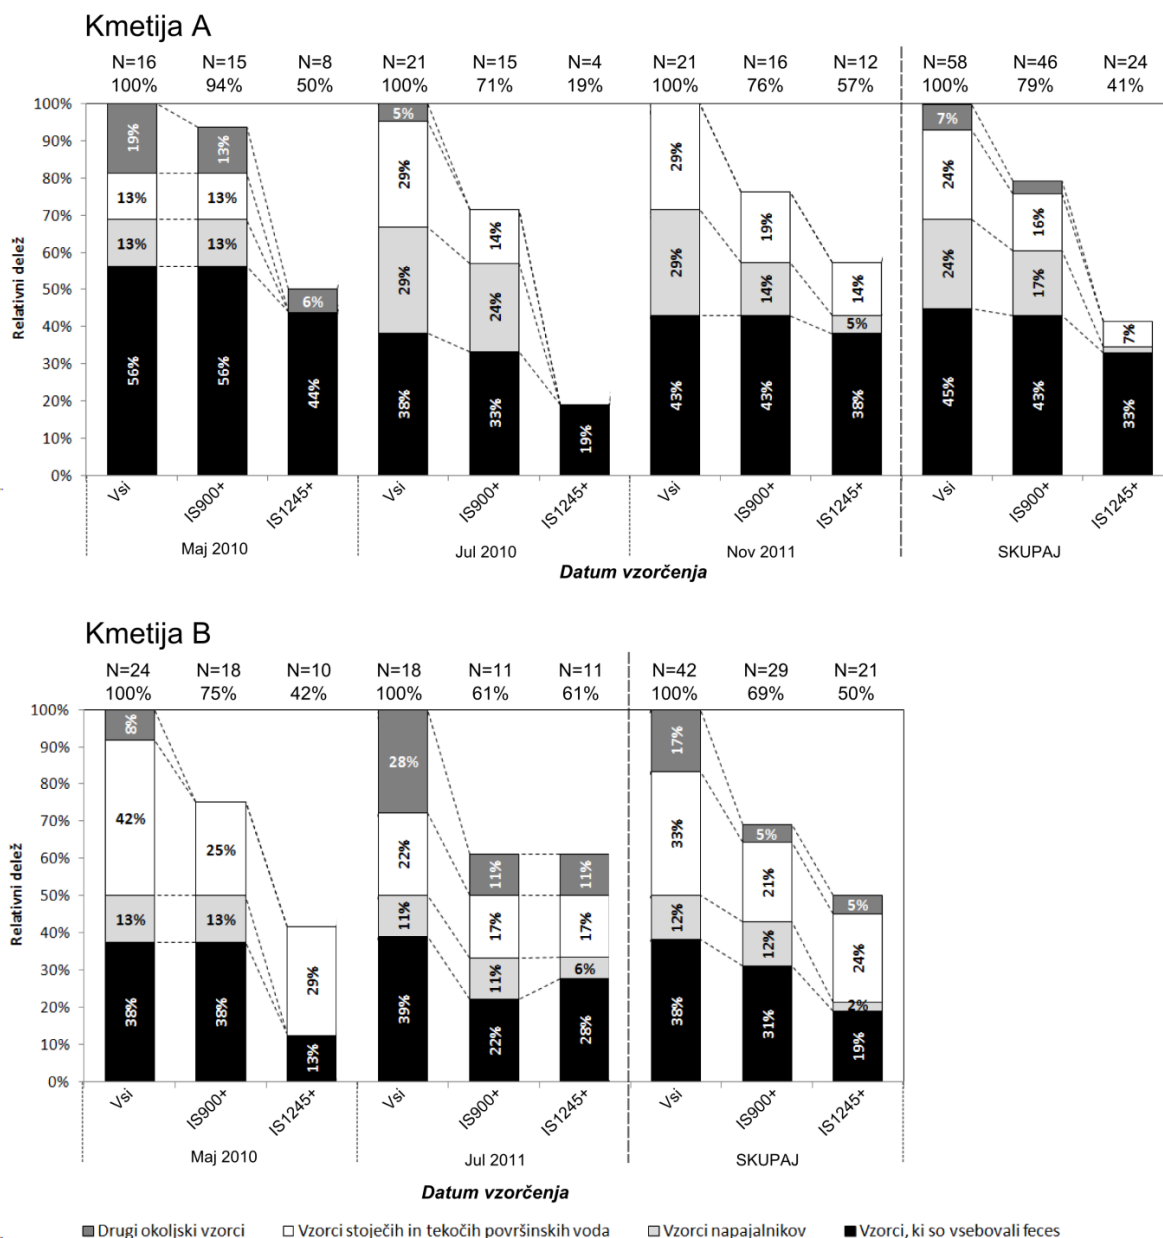 Kmetija A
N=16 N=15 N=8 N=21 N=15 N=4 N=21 N=16 N=12 N=58 N=46 N=24
100% 94% 50% 100% 71% 19% 100% 76% 57% 100% 79% 41%
100%
90%
80%
70%
60%
50%
40%
30%
20%
10%
0%
Relativni delež
19% 13% 13% 56%
13% 13% 13% 56%
6% 44%
5% 29% 29% 38%
14% 24% 33%
19%
29% 29% 43%
19% 14% 43%
14% 5% 38%
7% 24% 24% 45%
16% 17% 43%
7% 33%
Vsi IS900+ IS1245+ Vsi IS900+ IS1245+ Vsi IS900+ IS1245+ Vsi IS900+ IS1245+
Maj 2010 Jul 2010 Nov 2011 SKUPAJ
Datum vzorčenja
Kmetija B
N=24 N=18 N=10 N=18 N=11 N=11 N=42 N=29 N=21
100% 75% 42% 100% 61% 61% 100% 69% 50%
100%
90%
80%
70%
60%
50%
40%
30%
20%
10%
0%
Relativni delež
8% 42% 13% 38%
25% 13% 38%
29% 13%
28% 22% 11% 39%
11% 17% 11% 22%
11% 17% 6% 28%
17% 33% 12% 38%
5% 21% 12% 31%
5% 24% 2% 19%
Vsi IS900+ IS1245+ Vsi IS900+ IS1245+ Vsi IS900+ IS1245+
Maj 2010 Jul 2011 SKUPAJ
Datum vzorčenja
Drugi okoljski vzorci Vzorci stoječih in tekočih površinskih voda Vzorci napajalnikov Vzorci, ki so vsebovali feces